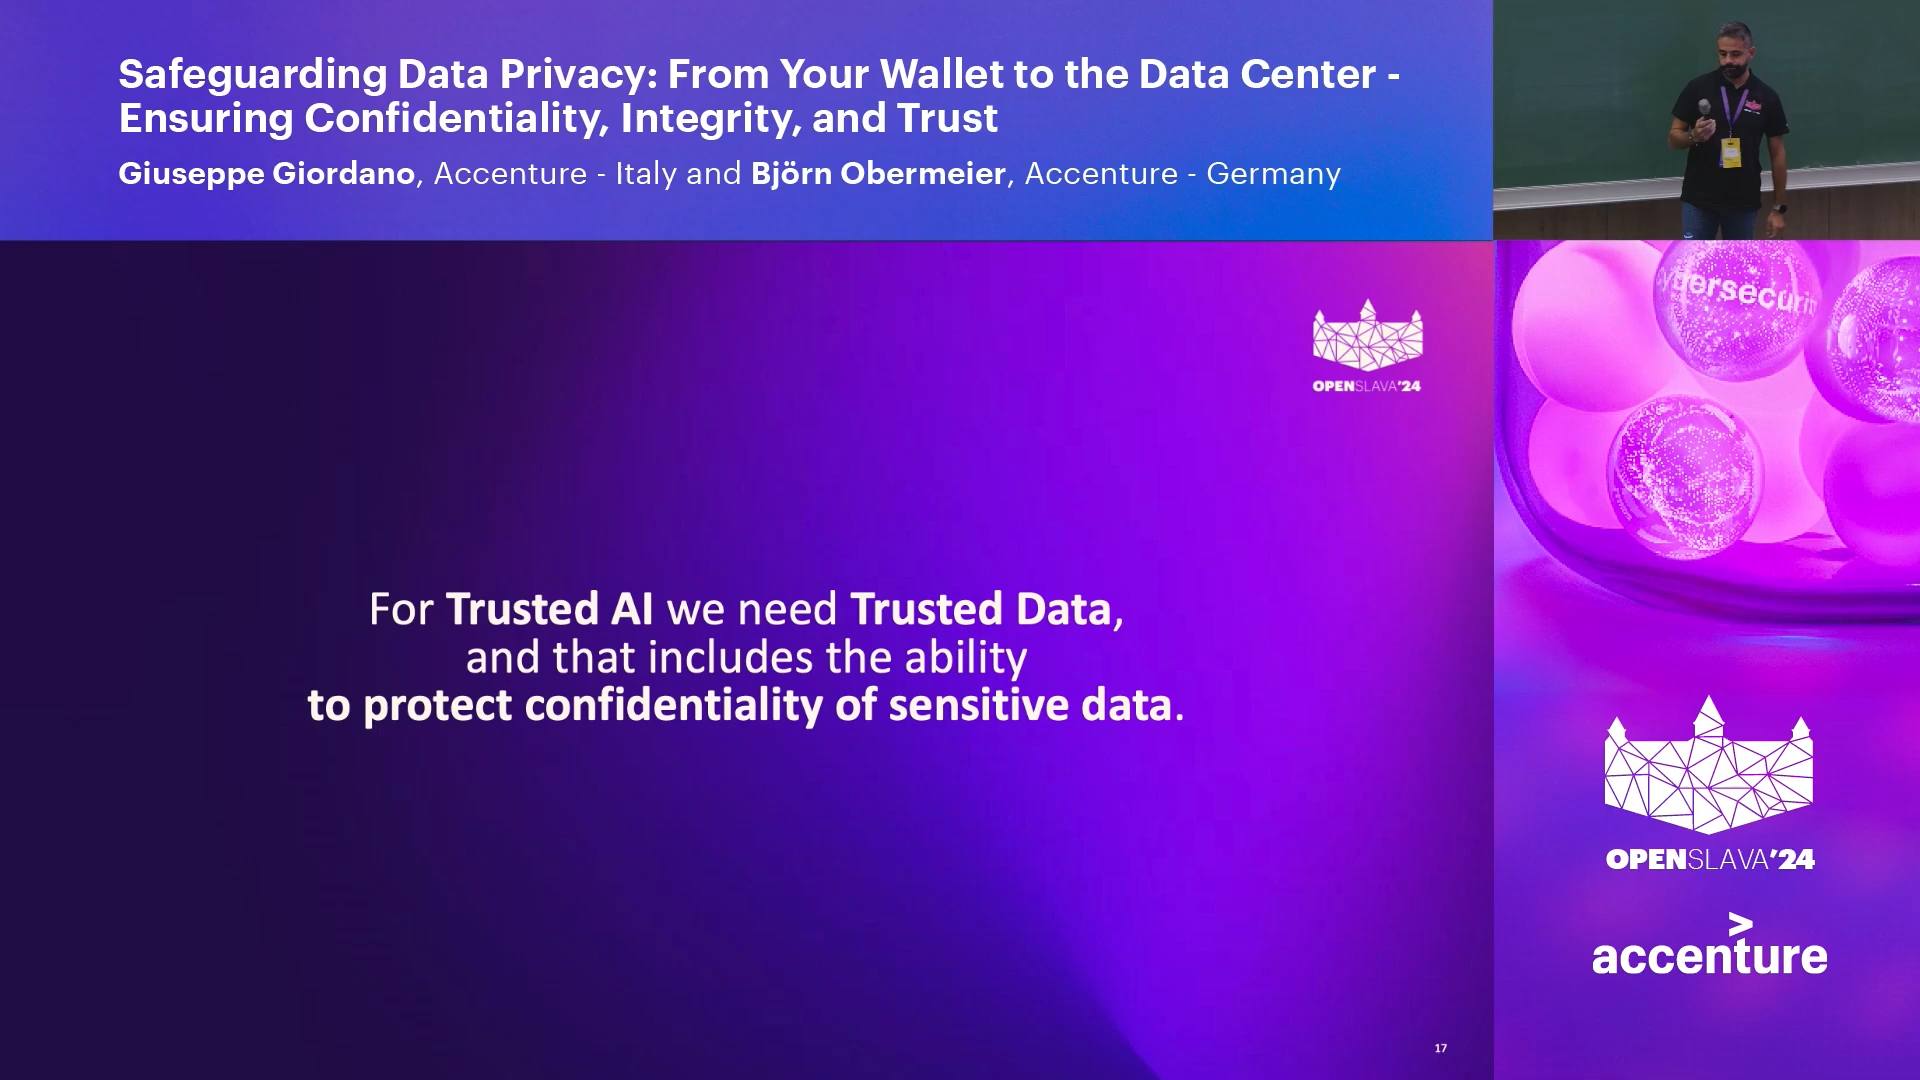 Safeguarding Data Privacy: From Your Wallet to the Data Center -
Ensuring Confidentiality, Integrity, and Trust
Giuseppe Giordano, Accenture - Italy and Björn Obermeier, Accenture - Germany
OPENSLAVA'24
For Trusted AI we need Trusted Data,
and that includes the ability
to protect confidentiality of sensitive data.
17
ybersecurit
OPENSLAVA'24
>
accenture